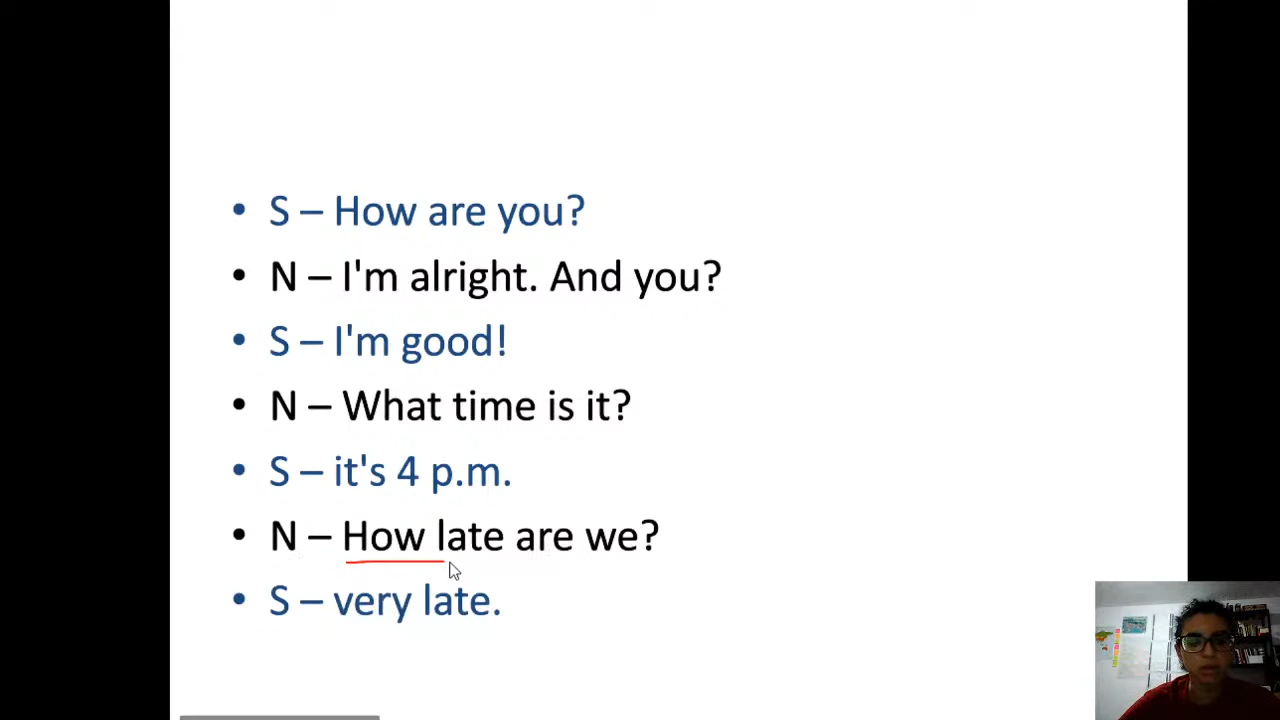 • S – How are you?
• N – I'm alright. And you?
• S – I'm good!
• N – What time is it?
• S – it's 4 p.m.
• N – How late are we?
• S – very late.